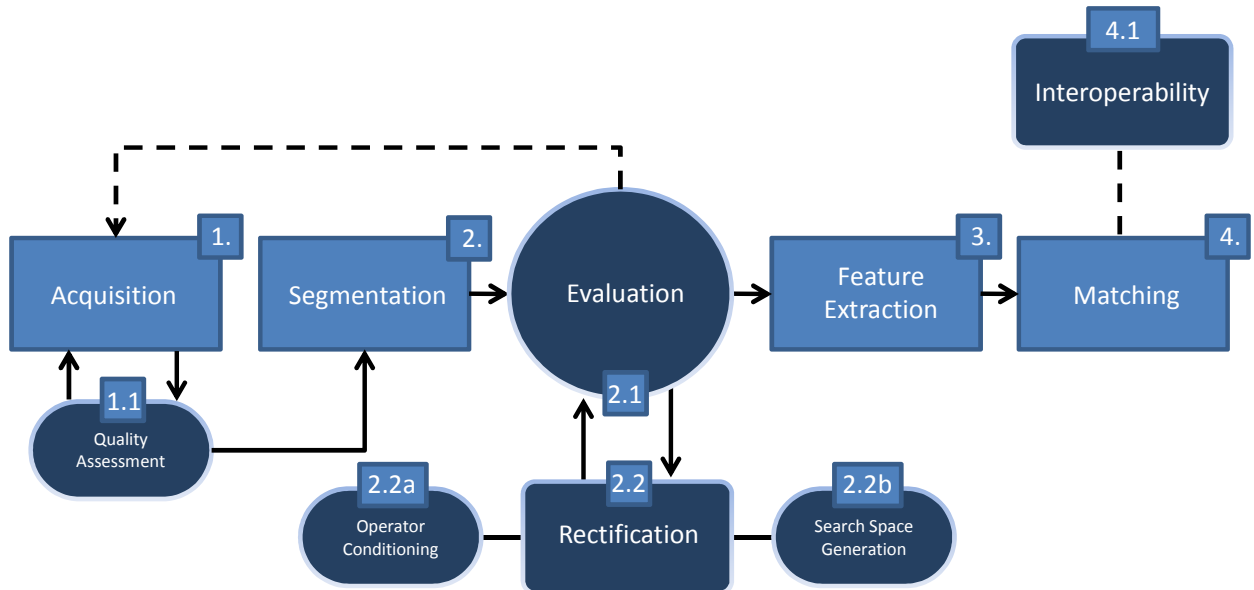 4.1
Interoperability
1.
Acquisition
2.
Segmentation
Evaluation
2.1
3.
Feature
Extraction
4.
Matching
1.1
Quality
Assessment
2.2a
Operator
Conditioning
2.2
Rectification
2.2b
Search Space
Generation